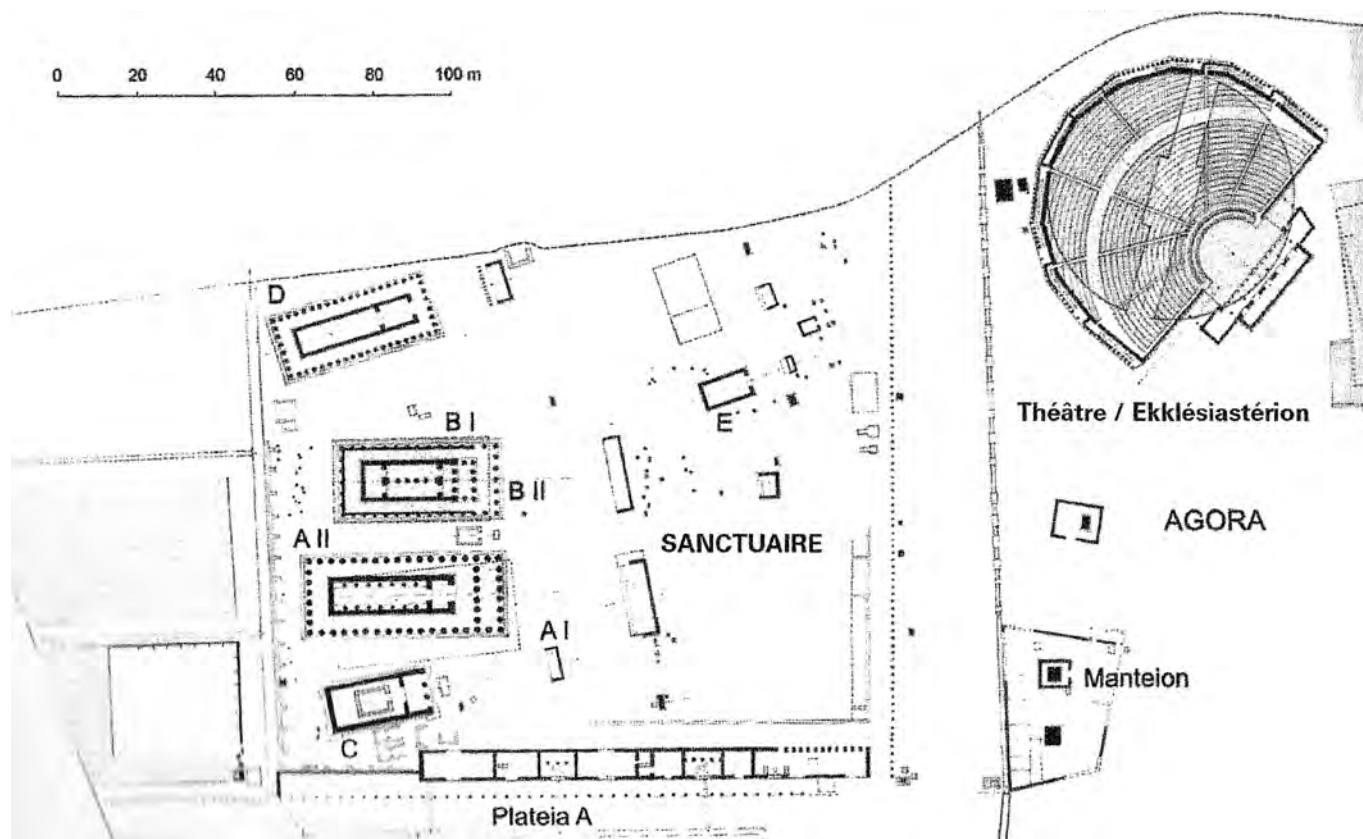 0 20 40 60 80 100 m
D
B I
E
Théâtre / Ekklésiastérion
B II
AGORA
A II
SANCTUAIRE
A I
Manteion
C
Plateia A